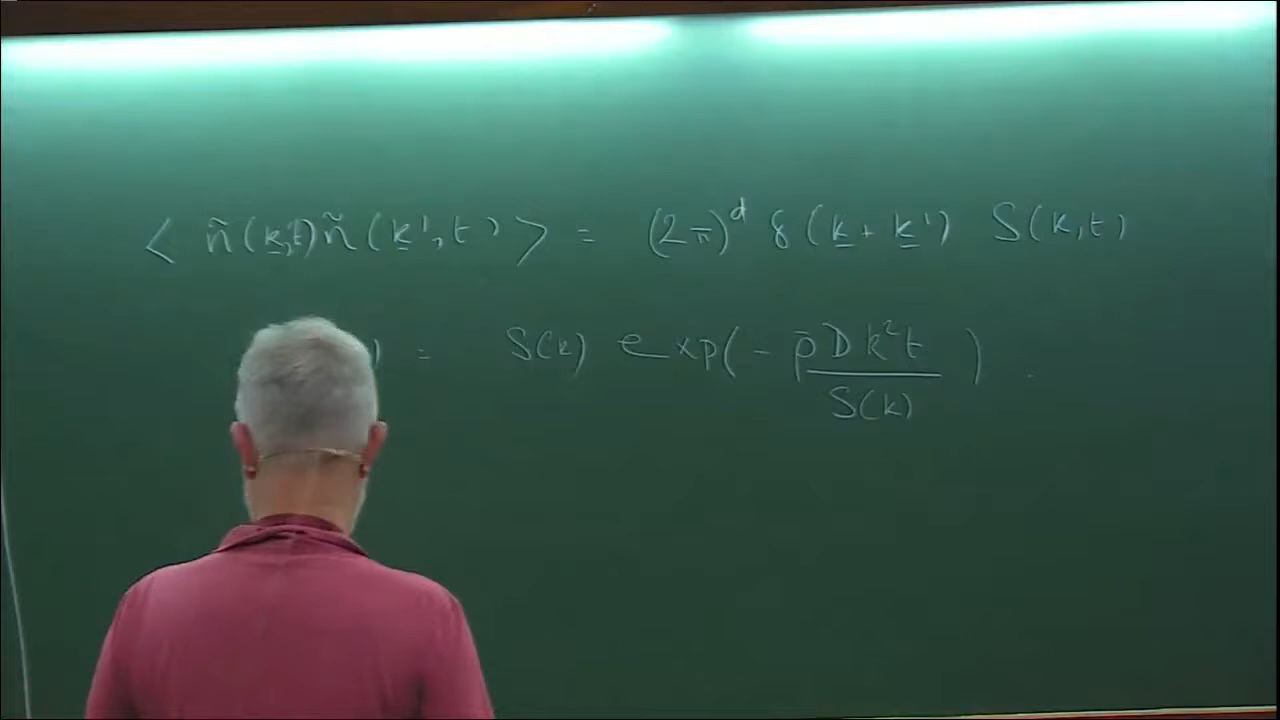 ⟨ ñ(k,t) ñ(k',t) ⟩ = (2π)^d δ(k + k') S(k,t)
) = S(k) exp(- ρ̄Dk²t / S(k) ) .